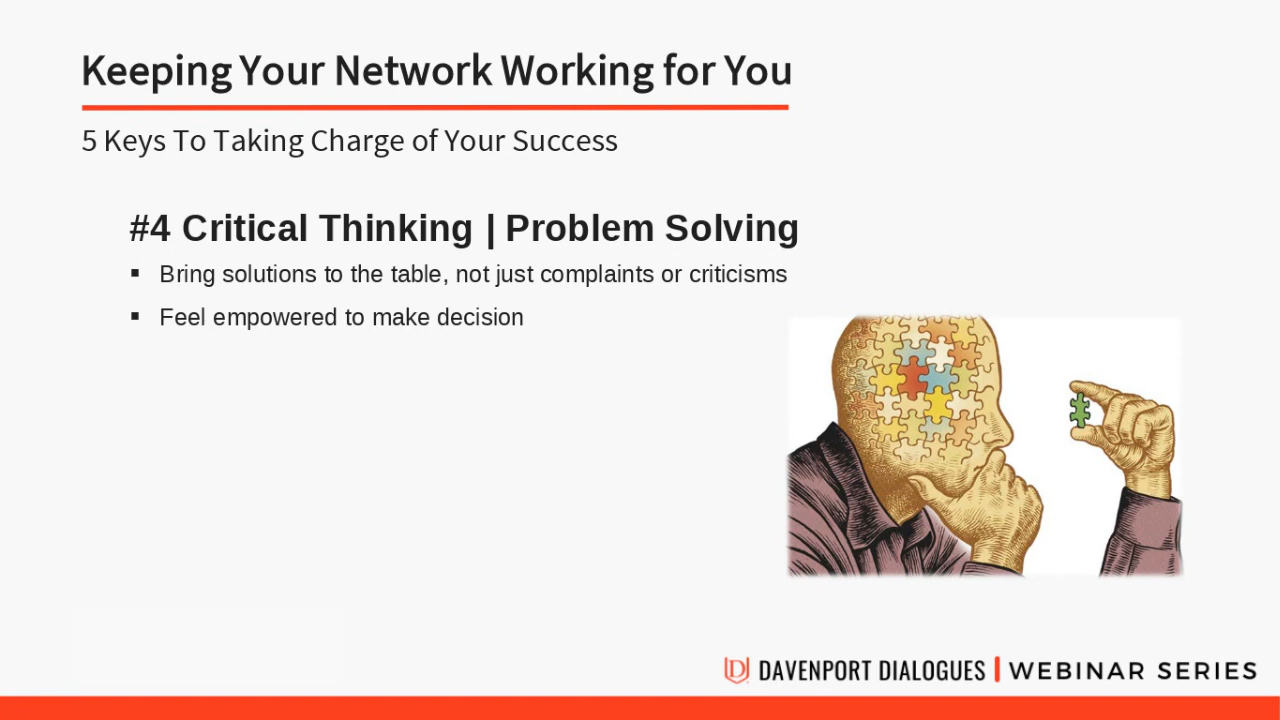 Keeping Your Network Working for You
5 Keys To Taking Charge of Your Success
#4 Critical Thinking | Problem Solving
▪ Bring solutions to the table, not just complaints or criticisms
▪ Feel empowered to make decision
DAVENPORT DIALOGUES | WEBINAR SERIES